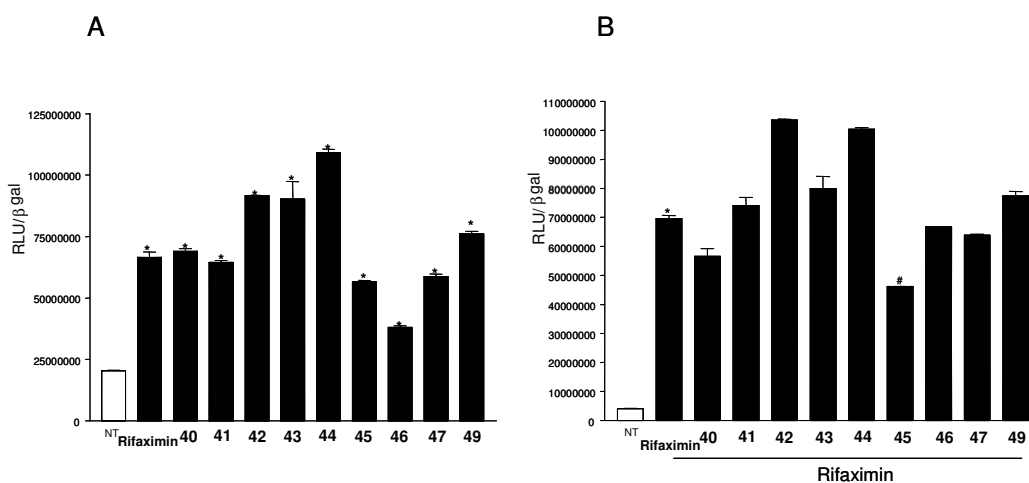 A
B
125000000
100000000
75000000
50000000
25000000
0
RLU/ β gal
* * * * * * * * * *
NT Rifaximin 40 41 42 43 44 45 46 47 49
110000000
100000000
90000000
80000000
70000000
60000000
50000000
40000000
30000000
20000000
10000000
0
RLU/ β gal
* #
NT Rifaximin 40 41 42 43 44 45 46 47 49
Rifaximin